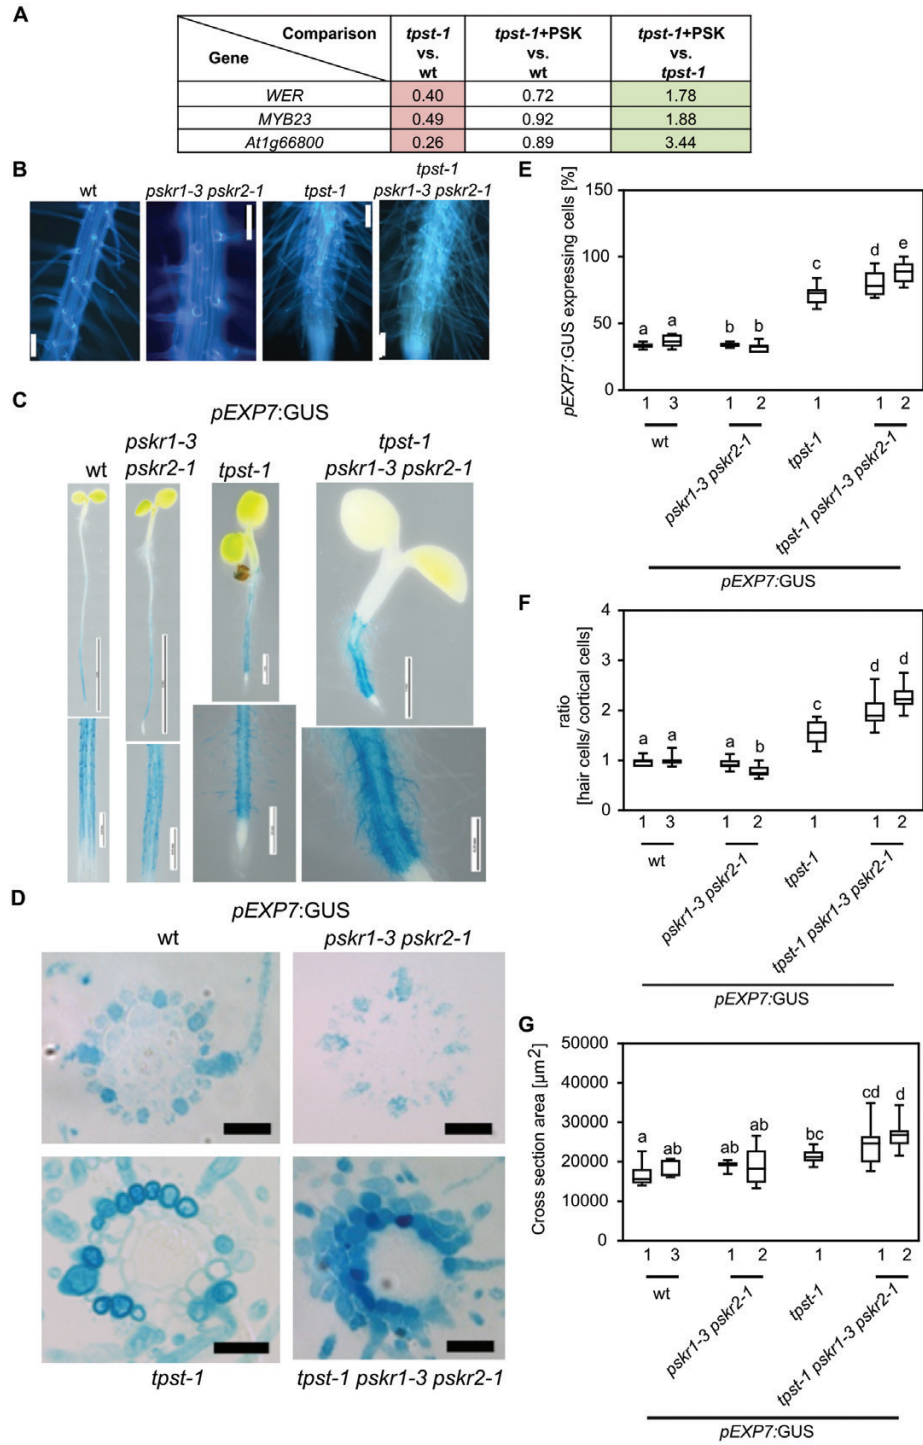 A
Comparison
Gene
tpst-1
vs.
wt
tpst-1+PSK
vs.
wt
tpst-1+PSK
vs.
tpst-1
WER 0.40 0.72 1.78
MYB23 0.49 0.92 1.88
At1g66800 0.26 0.89 3.44
B
wt
pskr1-3 pskr2-1
tpst-1
tpst-1
pskr1-3 pskr2-1
C
pEXP7:GUS
wt
pskr1-3
pskr2-1
tpst-1
tpst-1
pskr1-3 pskr2-1
D
pEXP7:GUS
wt
pskr1-3 pskr2-1
tpst-1
tpst-1 pskr1-3 pskr2-1
E
pEXP7:GUS expressing cells [%]
150
100
50
0
a a b b c d e
1 3 1 2 1 1 2
wt
pskr1-3 pskr2-1
tpst-1
tpst-1 pskr1-3 pskr2-1
pEXP7:GUS
F
ratio
[hair cells/ cortical cells]
4
3
2
1
0
a a a b c d d
1 3 1 2 1 1 2
wt
pskr1-3 pskr2-1
tpst-1
tpst-1 pskr1-3 pskr2-1
pEXP7:GUS
G
Cross section area [µm²]
50000
40000
30000
20000
10000
0
a ab ab ab bc cd d
1 3 1 2 1 1 2
wt
pskr1-3 pskr2-1
tpst-1
tpst-1 pskr1-3 pskr2-1
pEXP7:GUS